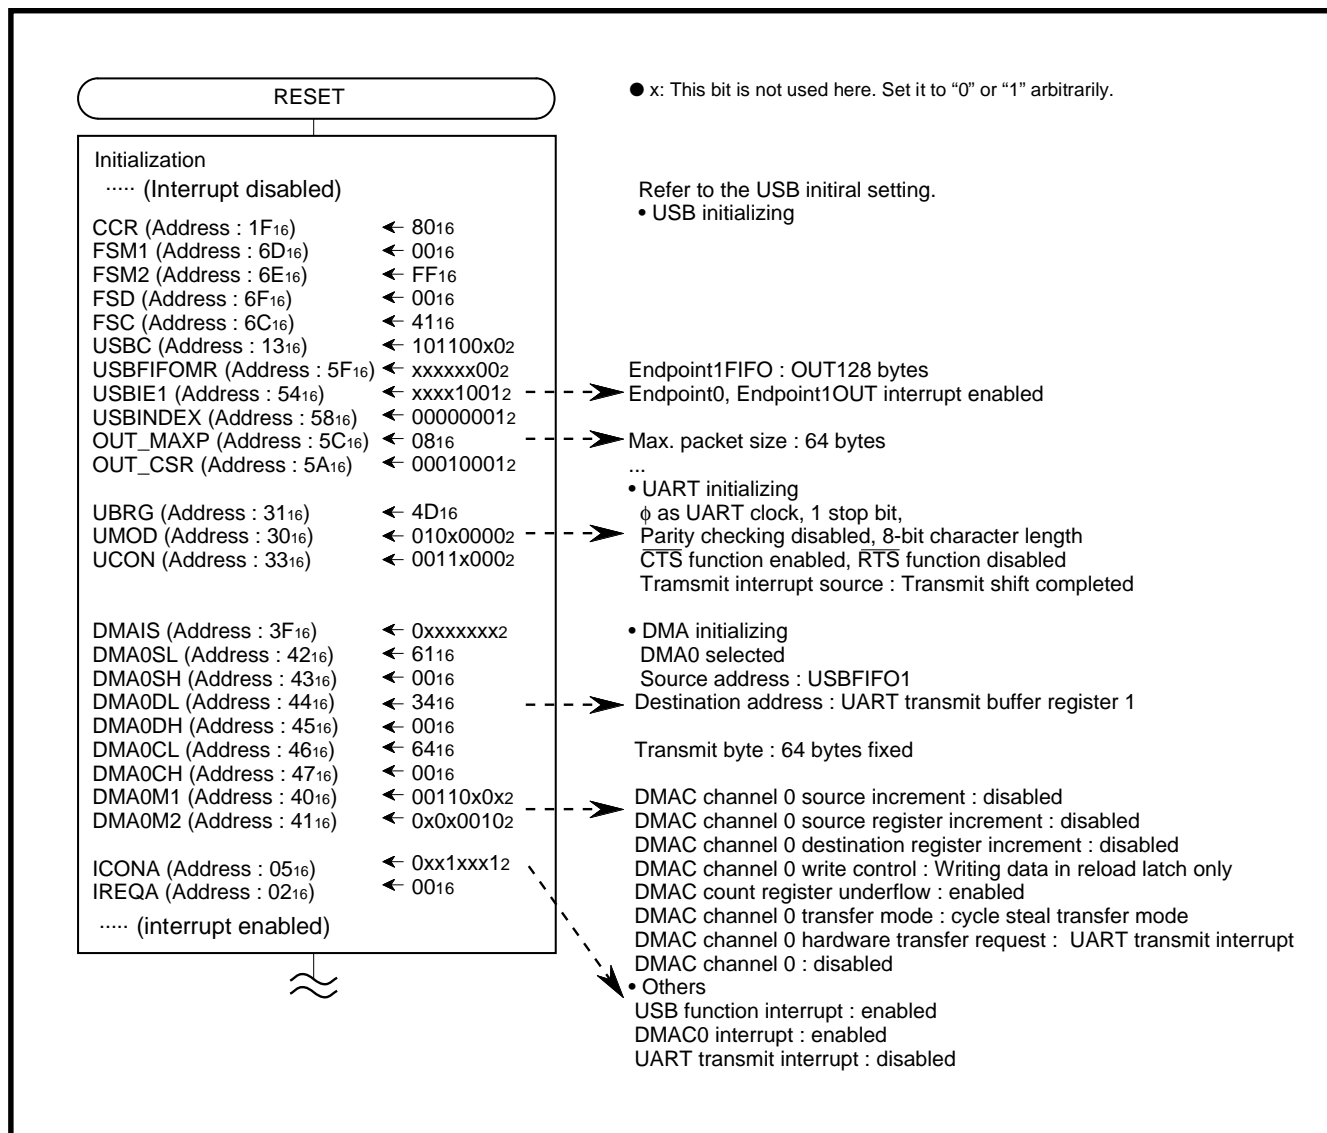 RESET
● x: This bit is not used here. Set it to “0” or “1” arbitrarily.
Initialization
····· (Interrupt disabled)
Refer to the USB initiral setting.
• USB initializing
CCR (Address : 1F16) ← 8016
FSM1 (Address : 6D16) ← 0016
FSM2 (Address : 6E16) ← FF16
FSD (Address : 6F16) ← 0016
FSC (Address : 6C16) ← 4116
USBC (Address : 1316) ← 101100x02
USBFIFOMR (Address : 5F16) ← xxxxxx002
Endpoint1FIFO : OUT128 bytes
USBIE1 (Address : 5416) ← xxxx10012
Endpoint0, Endpoint1OUT interrupt enabled
USBINDEX (Address : 5816) ← 000000012
OUT_MAXP (Address : 5C16) ← 0816
Max. packet size : 64 bytes
OUT_CSR (Address : 5A16) ← 000100012
...
• UART initializing
UBRG (Address : 3116) ← 4D16
ϕ as UART clock, 1 stop bit,
UMOD (Address : 3016) ← 010x00002
Parity checking disabled, 8-bit character length
UCON (Address : 3316) ← 0011x0002
CTS function enabled, RTS function disabled
Tramsmit interrupt source : Transmit shift completed
DMAIS (Address : 3F16) ← 0xxxxxxx2
• DMA initializing
DMA0SL (Address : 4216) ← 6116
DMA0 selected
DMA0SH (Address : 4316) ← 0016
Source address : USBFIFO1
DMA0DL (Address : 4416) ← 3416
Destination address : UART transmit buffer register 1
DMA0DH (Address : 4516) ← 0016
DMA0CL (Address : 4616) ← 6416
Transmit byte : 64 bytes fixed
DMA0CH (Address : 4716) ← 0016
DMA0M1 (Address : 4016) ← 00110x0x2
DMAC channel 0 source increment : disabled
DMA0M2 (Address : 4116) ← 0x0x00102
DMAC channel 0 source register increment : disabled
DMAC channel 0 destination register increment : disabled
ICONA (Address : 0516) ← 0xx1xxx12
DMAC channel 0 write control : Writing data in reload latch only
IREQA (Address : 0216) ← 0016
DMAC count register underflow : enabled
····· (interrupt enabled)
DMAC channel 0 transfer mode : cycle steal transfer mode
DMAC channel 0 hardware transfer request : UART transmit interrupt
DMAC channel 0 : disabled
• Others
USB function interrupt : enabled
DMAC0 interrupt : enabled
UART transmit interrupt : disabled